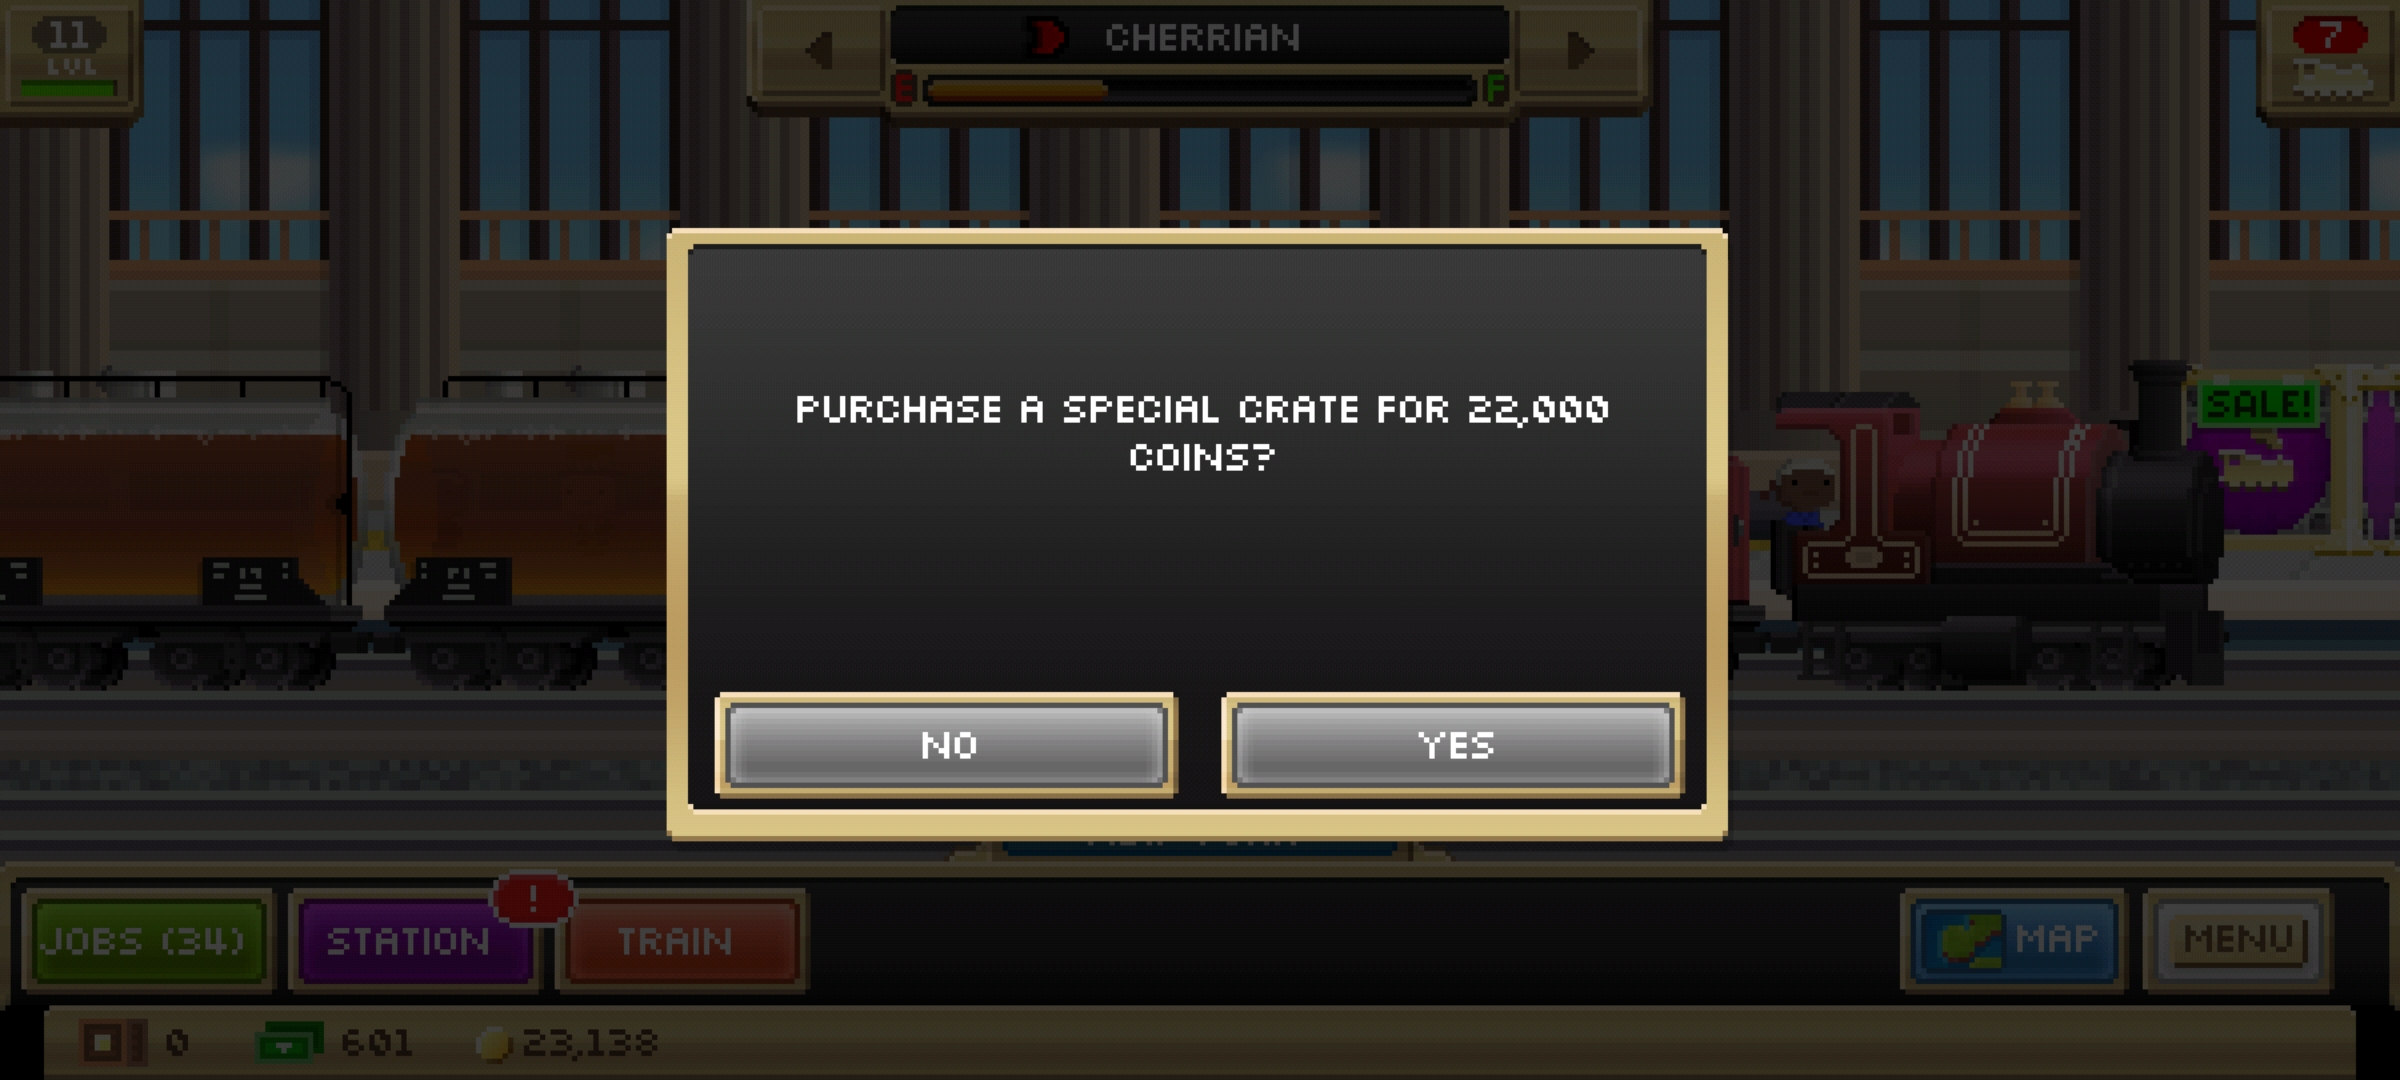 11
LVL
CHERRIAN
E
F
7
SALE!
PURCHASE A SPECIAL CRATE FOR 22,000
COINS?
NO
YES
JOBS (34)
STATION
!
TRAIN
MAP
MENU
0
601
23,138